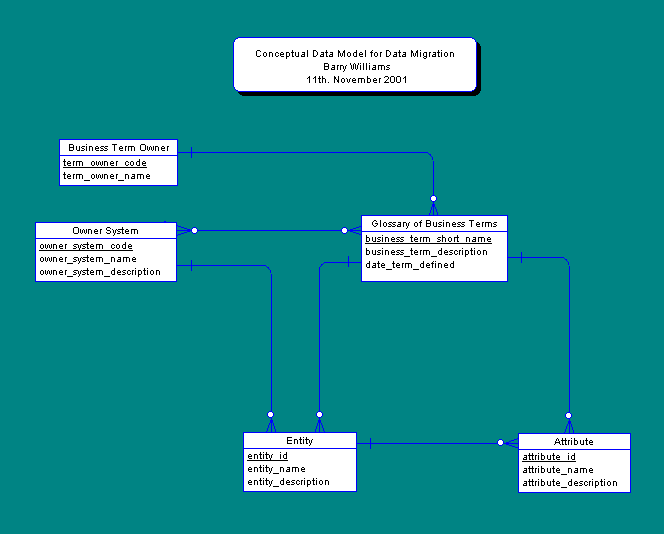 Conceptual Data Model for Data Migration
Barry Williams
11th. November 2001
Business Term Owner
term_owner_code
term_owner_name
Owner System
owner_system_code
owner_system_name
owner_system_description
Glossary of Business Terms
business_term_short_name
business_term_description
date_term_defined
Entity
entity_id
entity_name
entity_description
Attribute
attribute_id
attribute_name
attribute_description